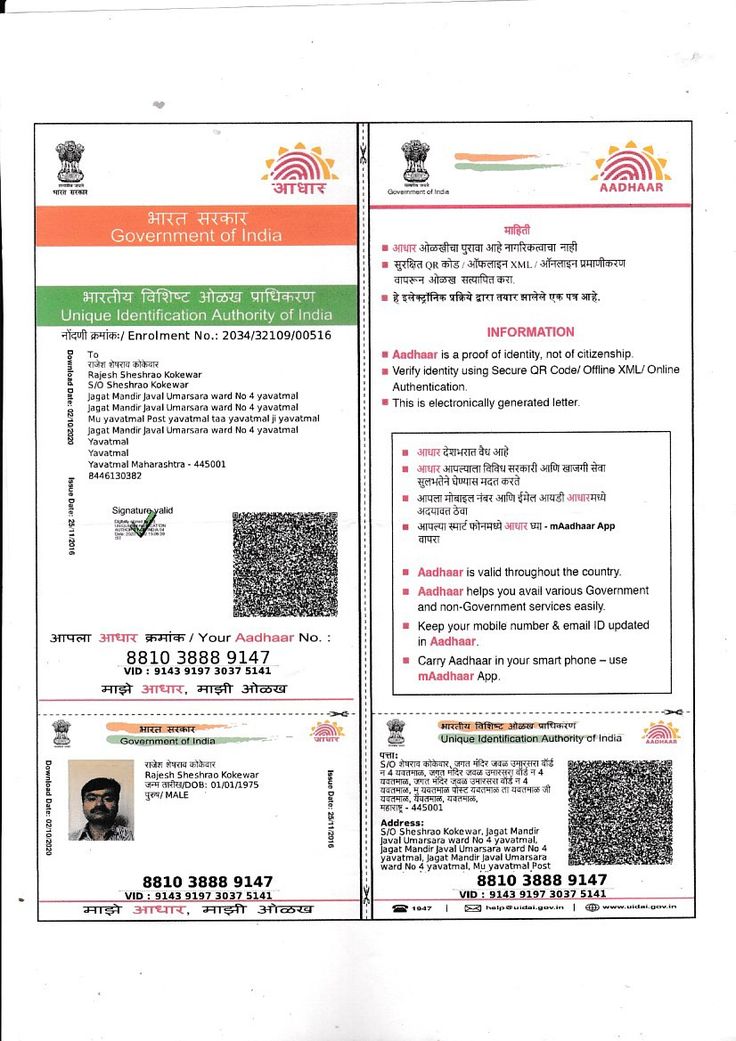 भारत सरकार
आधार
भारत सरकार
Government of India
भारतीय विशिष्ट ओळख प्राधिकरण
Unique Identification Authority of India
नोंदणी क्रमांक:/ Enrolment No.: 2034/32109/00516
Download Date: 02/10/2020
Issue Date: 25/11/2016
To
राजेश शेषराव कोकेवार
Rajesh Sheshrao Kokewar
S/O Sheshrao Kokewar
Jagat Mandir Javal Umarsara ward No 4 yavatmal
Jagat Mandir Javal Umarsara ward No 4 yavatmal
Mu yavatmal Post yavatmal taa yavatmal ji yavatmal
Jagat Mandir Javal Umarsara ward No 4 yavatmal
Yavatmal
Yavatmal
Yavatmal Maharashtra - 445001
8446130382
Signature valid
आपला आधार क्रमांक / Your Aadhaar No. :
8810 3888 9147
VID : 9143 9197 3037 5141
माझे आधार, माझी ओळख
Government of India
AADHAAR
माहिती
आधार ओळखीचा पुरावा आहे नागरिकत्वाचा नाही
सुरक्षित QR कोड / ऑफलाइन XML / ऑनलाइन प्रमाणीकरण
वापरून ओळख सत्यापित करा.
हे इलेक्ट्रॉनिक प्रक्रिये द्वारा तयार झालेले एक पत्र आहे.
INFORMATION
Aadhaar is a proof of identity, not of citizenship.
Verify identity using Secure QR Code/ Offline XML/ Online
Authentication.
This is electronically generated letter.
आधार देशभरात वैध आहे
आधार आपल्याला विविध सरकारी आणि खाजगी सेवा
सुलभतेने घेण्यास मदत करते
आपला मोबाइल नंबर आणि ईमेल आयडी आधारमध्ये
अदयावत ठेवा
आपल्या स्मार्ट फोनमध्ये आधार घ्या - mAadhaar App
वापरा
Aadhaar is valid throughout the country.
Aadhaar helps you avail various Government
and non-Government services easily.
Keep your mobile number & email ID updated
in Aadhaar.
Carry Aadhaar in your smart phone – use
mAadhaar App.
भारत सरकार
Government of India
आधार
Download Date: 02/10/2020
राजेश शेषराव कोकेवार
Rajesh Sheshrao Kokewar
जन्म तारीख/DOB: 01/01/1975
पुरुष/ MALE
Issue Date: 25/11/2016
8810 3888 9147
VID : 9143 9197 3037 5141
माझे आधार, माझी ओळख
भारतीय विशिष्ट ओळख प्राधिकरण
Unique Identification Authority of India
AADHAAR
पत्ता:
S/O शेषराव कोकेवार, जगत मंदिर जवळ उमारसरा वॉर्ड
न 4 यवतमाळ, जगत मंदिर जवळ उमारसरा वॉर्ड न 4
यवतमाळ, जगत मंदिर जवळ उमारसरा वॉर्ड न 4
यवतमाळ, मु यवतमाळ पोस्ट यवतमाळ ता यवतमाळ जी
यवतमाळ, यवतमाळ, यवतमाळ,
महाराष्ट्र - 445001
Address:
S/O Sheshrao Kokewar, Jagat Mandir
Javal Umarsara ward No 4 yavatmal,
Jagat Mandir Javal Umarsara ward No 4
yavatmal, Jagat Mandir Javal Umarsara
ward No 4 yavatmal, Mu yavatmal Post
8810 3888 9147
VID : 9143 9197 3037 5141
1947 | help@uidai.gov.in | www.uidai.gov.in